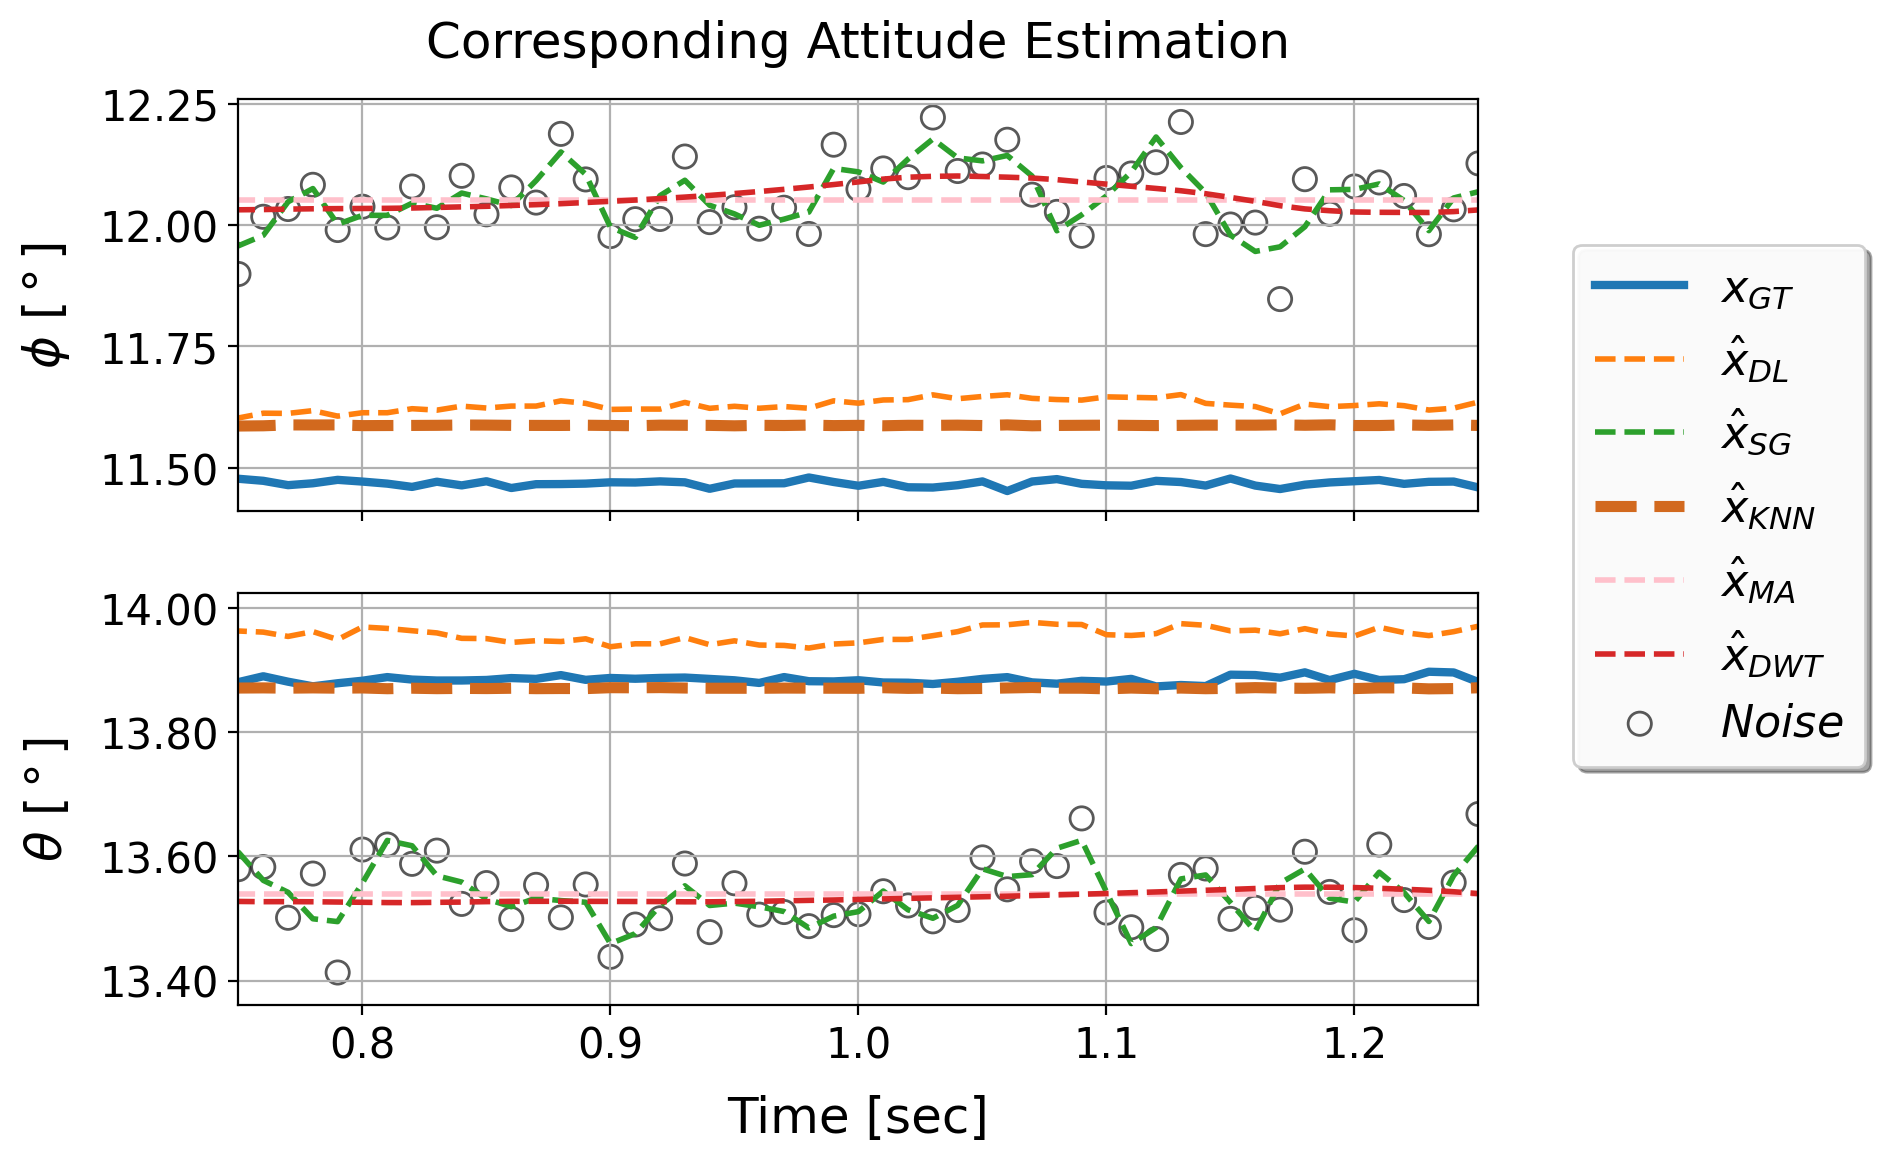 Corresponding Attitude Estimation
ϕ [°]
12.25
12.00
11.75
11.50
θ [°]
14.00
13.80
13.60
13.40
0.8 0.9 1.0 1.1 1.2
Time [sec]
x_GT
x̂_DL
x̂_SG
x̂_KNN
x̂_MA
x̂_DWT
Noise